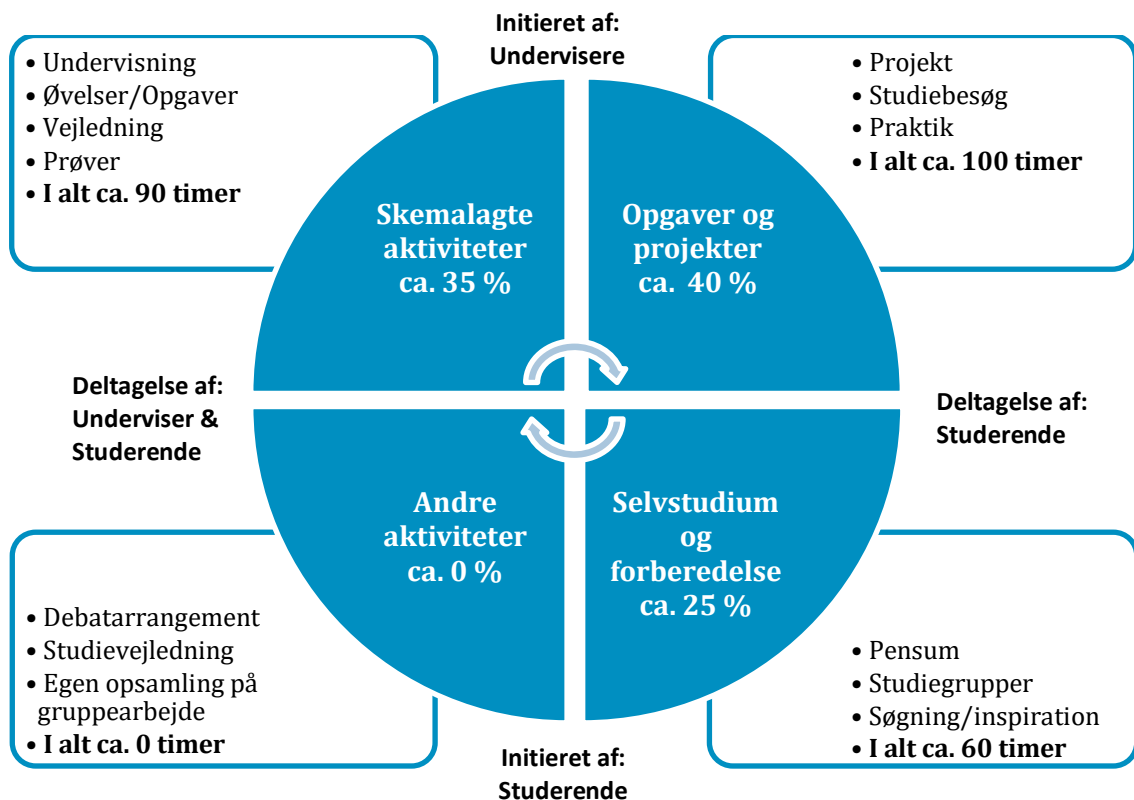 Initieret af:
Undervisere
• Undervisning
• Øvelser/Opgaver
• Vejledning
• Prøver
• I alt ca. 90 timer
• Projekt
• Studiebesøg
• Praktik
• I alt ca. 100 timer
Skemalagte
aktiviteter
ca. 35 %
Opgaver og
projekter
ca. 40 %
Deltagelse af:
Underviser &
Studerende
Deltagelse af:
Studerende
Andre
aktiviteter
ca. 0 %
Selvstudium
og
forberedelse
ca. 25 %
• Debatarrangement
• Studievejledning
• Egen opsamling på
gruppearbejde
• I alt ca. 0 timer
• Pensum
• Studiegrupper
• Søgning/inspiration
• I alt ca. 60 timer
Initieret af:
Studerende